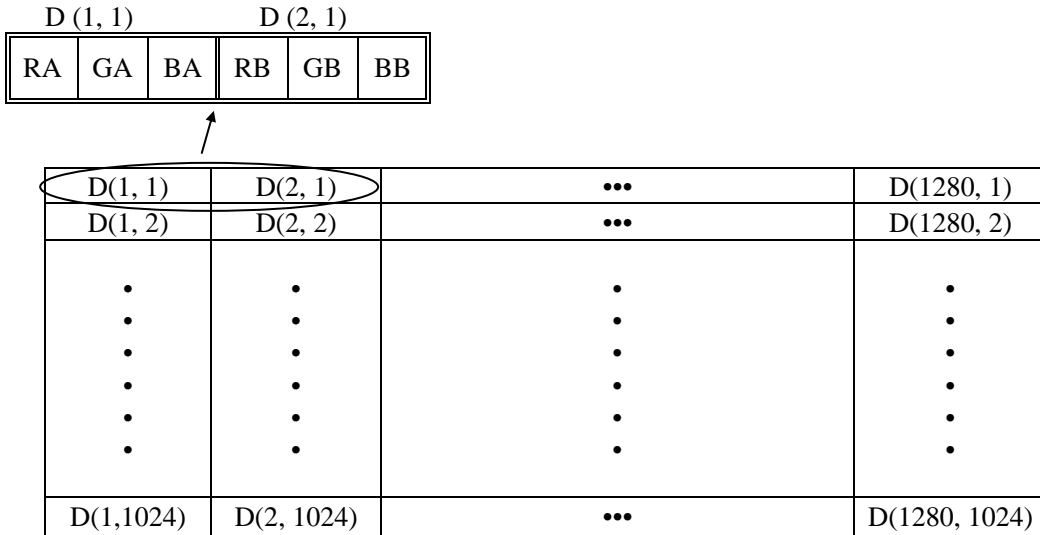 D (1, 1) D (2, 1)
RA GA BA RB GB BB
D(1, 1) D(2, 1) ••• D(1280, 1)
D(1, 2) D(2, 2) ••• D(1280, 2)
• • • •
• • • •
• • • •
• • • •
• • • •
• • • •
D(1,1024) D(2, 1024) ••• D(1280, 1024)